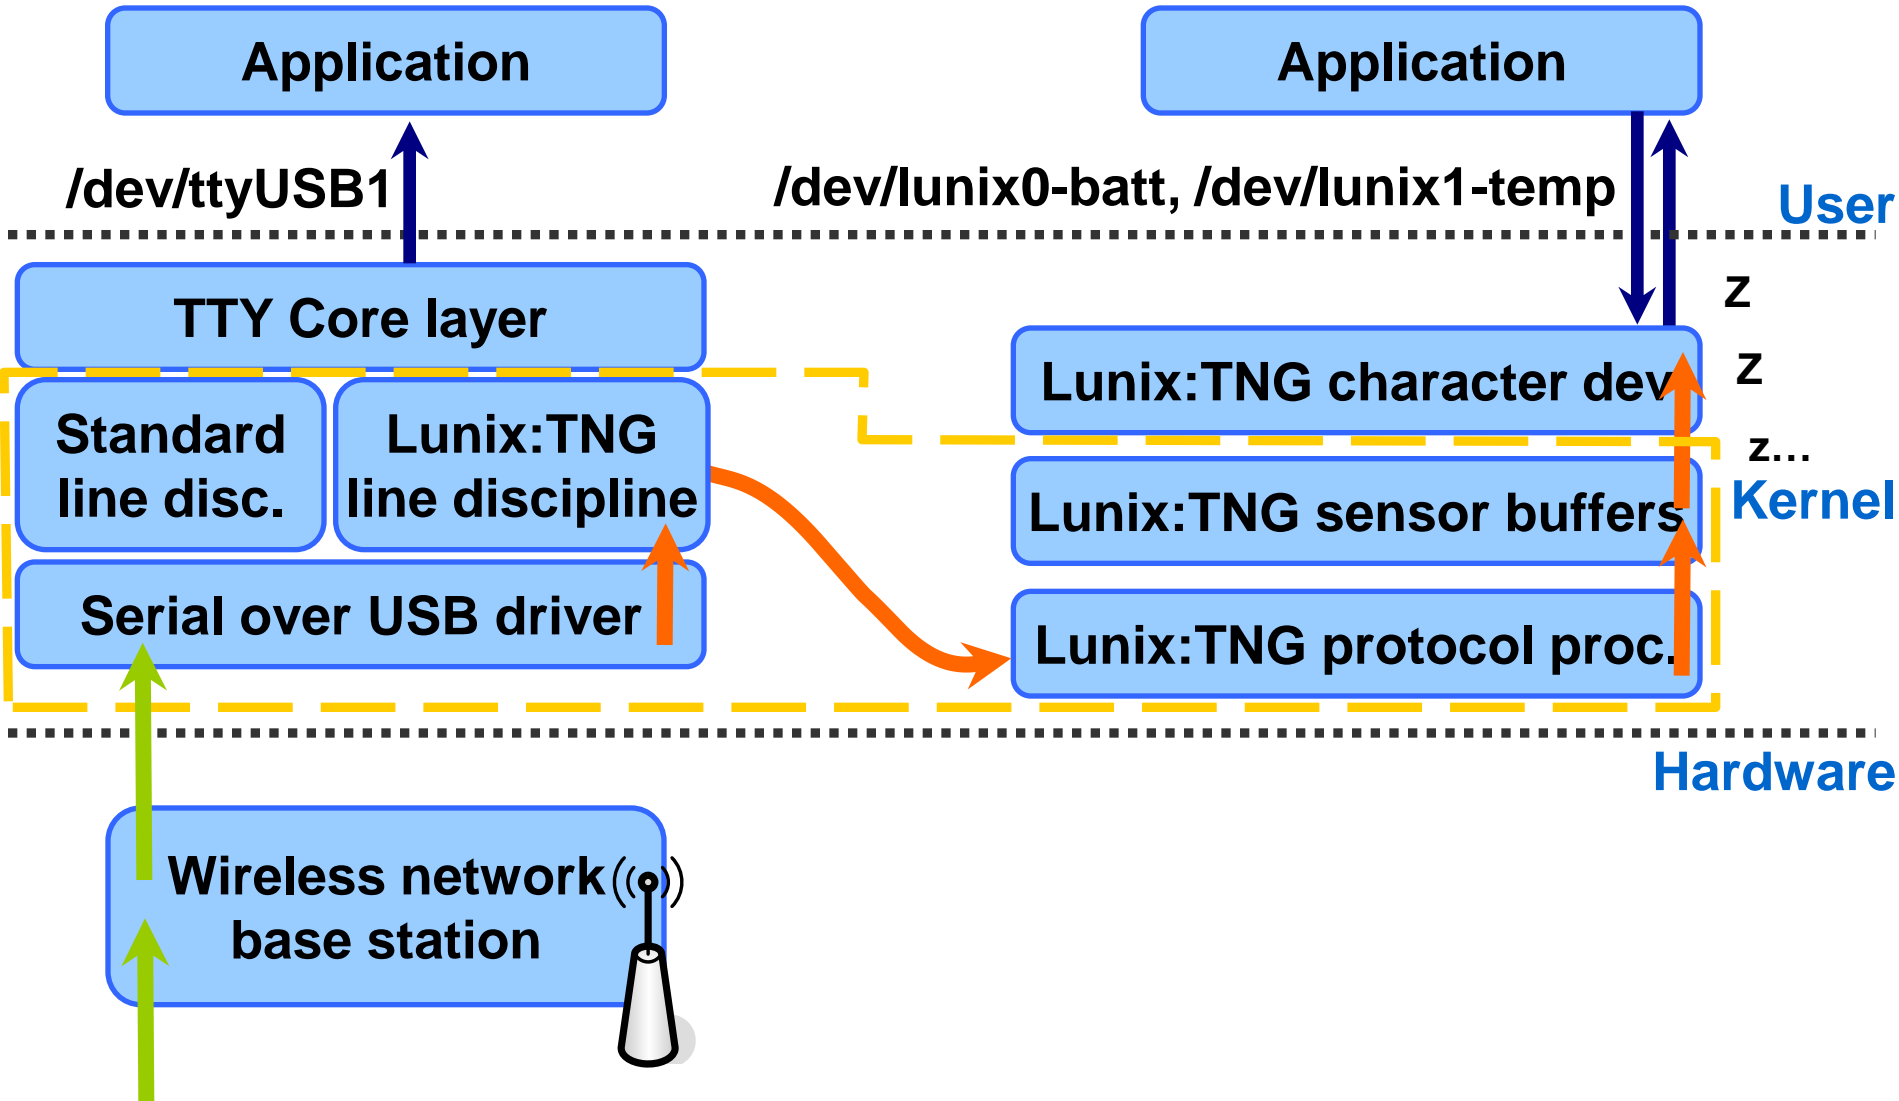 Application
Application
/dev/ttyUSB1
/dev/lunix0-batt, /dev/lunix1-temp
User
TTY Core layer
Z
Lunix:TNG character dev
Z
Standard
line disc.
Lunix:TNG
line discipline
z...
Lunix:TNG sensor buffers
Kernel
Serial over USB driver
Lunix:TNG protocol proc.
Hardware
Wireless network
base station